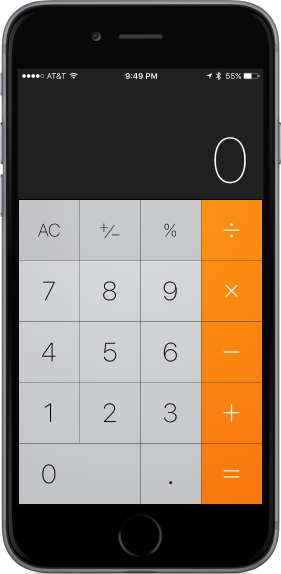 AT&T 9:49 PM 55%
0
AC +/− % ÷
7 8 9 ×
4 5 6 −
1 2 3 +
0 . =